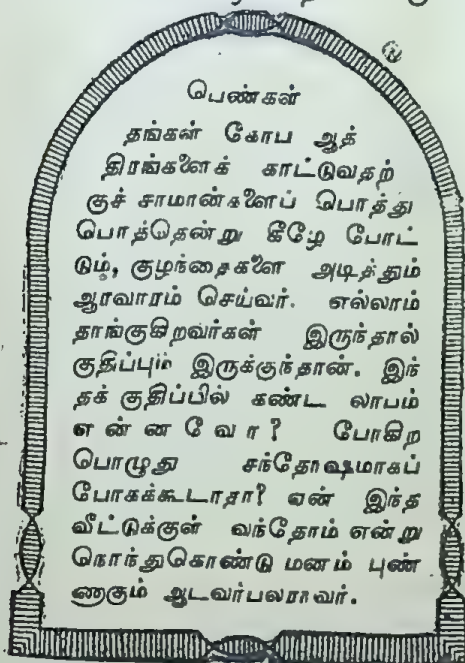 பெண்கள்
தங்கள் கோப ஆத்
திரங்களைக் காட்டுவதற்
குச் சாமான்களைப் பொத்து
பொத்தென்று கீழே போட்
டும், குழந்தைகளை அடித்தும்
ஆரவாரம் செய்வர். எல்லாம்
தாங்குகிறவர்கள் இருந்தால்
குதிப்பும் இருக்குந்தான். இந்
தக் குதிப்பில் கண்ட லாபம்
என்னவோ? போகிற
பொழுது சந்தோஷமாகப்
போகக்கூடாதா? ஏன் இந்த
வீட்டுக்குள் வந்தோம் என்று
நொந்துகொண்டு மனம் புண்
ணாகும் ஆடவர்பலராவர்.